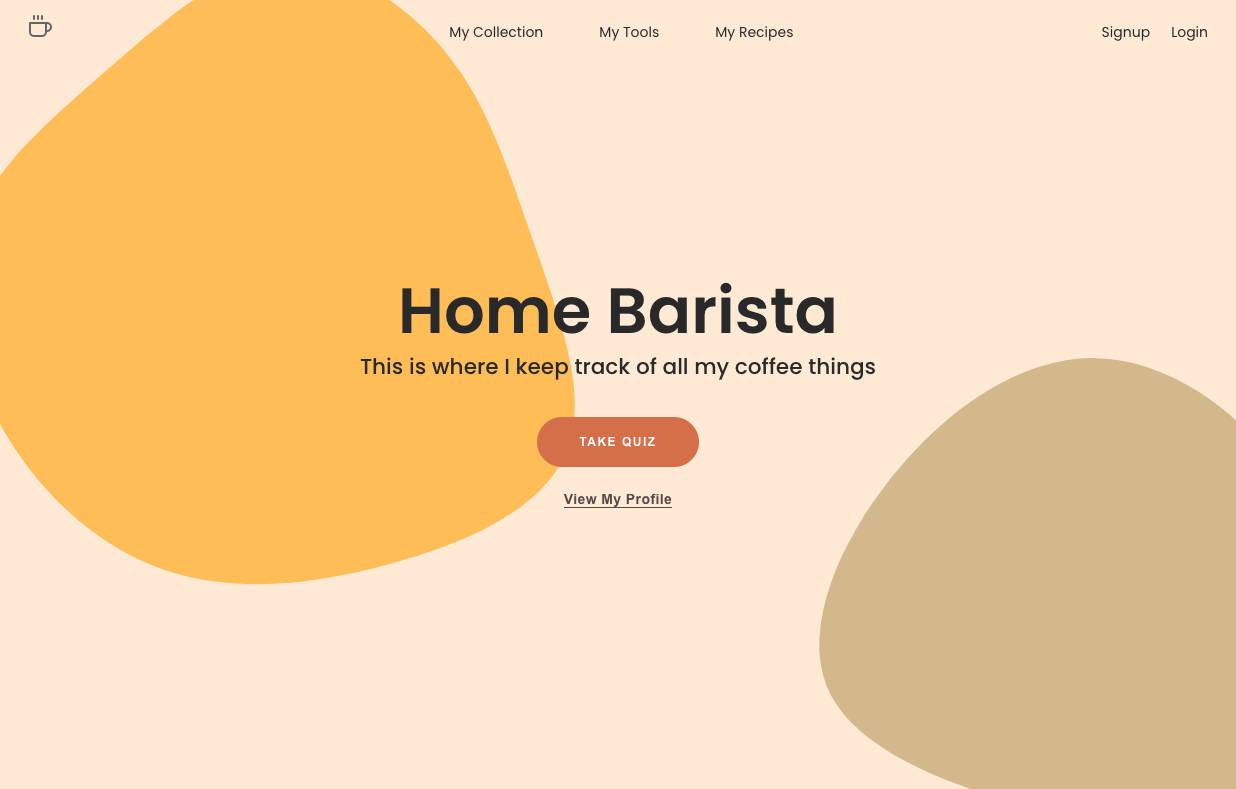 My Collection My Tools My Recipes Signup Login
Home Barista
This is where I keep track of all my coffee things
TAKE QUIZ
View My Profile